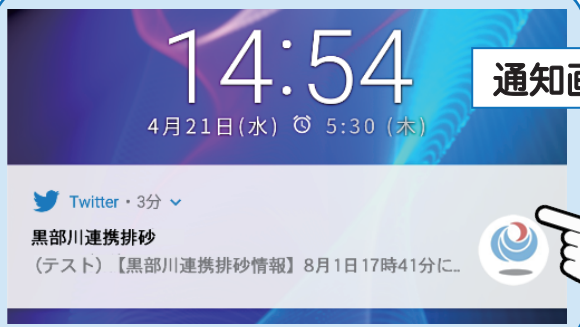 14:54
4月21日(水) 5:30 (木)
通知
Twitter・3分
黒部川連携排砂
（テスト）【黒部川連携排砂情報】8月1日17時41分に..